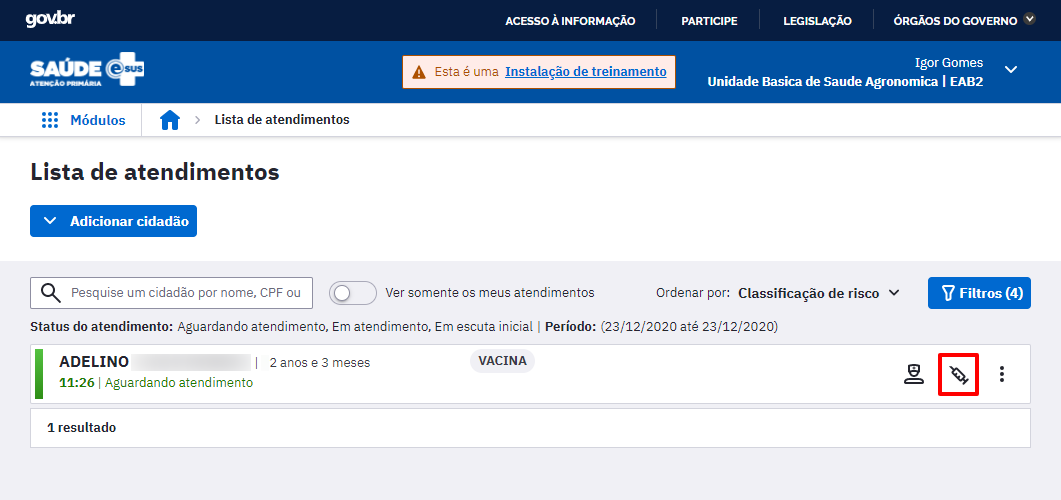 gov.br
ACESSO À INFORMAÇÃO PARTICIPE LEGISLAÇÃO ÓRGÃOS DO GOVERNO
SAÚDE e SUS
ATENÇÃO PRIMÁRIA
Esta é uma Instalação de treinamento
Igor Gomes
Unidade Basica de Saude Agronomica | EAB2
Módulos
Lista de atendimentos
Lista de atendimentos
Adicionar cidadão
Pesquise um cidadão por nome, CPF ou
Ver somente os meus atendimentos
Ordenar por: Classificação de risco
Filtros (4)
Status do atendimento: Aguardando atendimento, Em atendimento, Em escuta inicial | Período: (23/12/2020 até 23/12/2020)
ADELINO | 2 anos e 3 meses
VACINA
11:26 | Aguardando atendimento
1 resultado